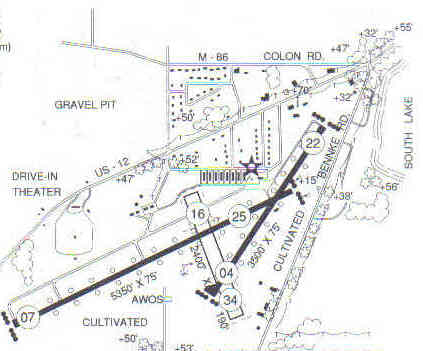 +55'
+32'
m)
+47'
M - 86
COLON RD.
+70'
+32'
GRAVEL PIT
+50'
SOUTH LAKE
US - 12
+52'
22
BENNKE RD.
DRIVE-IN
THEATER
+47'
+15'
+56'
+38'
16
25
CULTIVATED
3500' X 75'
2400' X
04
5350' X 75'
AWOS
34
190'
07
CULTIVATED
+50'
+53'